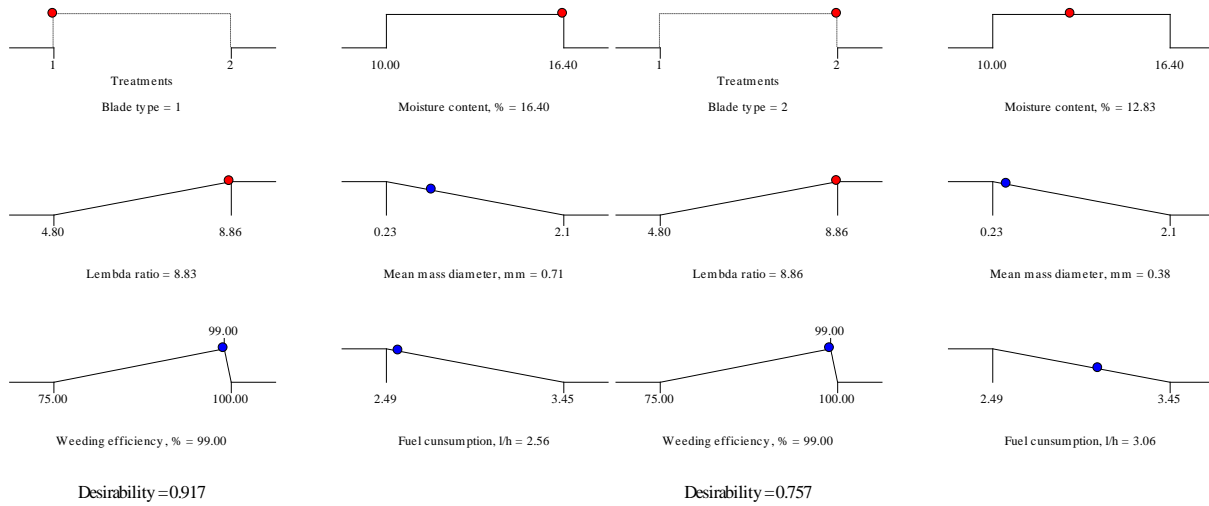 1 2 10.00 16.40 1 2 10.00 16.40
Treatments Treatments
Blade type = 1 Moisture content, % = 16.40 Blade type = 2 Moisture content, % = 12.83
4.80 8.86 0.23 2.1 4.80 8.86 0.23 2.1
Lembda ratio = 8.83 Mean mass diameter, mm = 0.71 Lembda ratio = 8.86 Mean mass diameter, mm = 0.38
99.00 99.00
75.00 100.00 2.49 3.45 75.00 100.00 2.49 3.45
Weeding efficiency, % = 99.00 Fuel cunsumption, l/h = 2.56 Weeding efficiency, % = 99.00 Fuel cunsumption, l/h = 3.06
Desirability = 0.917 Desirability = 0.757